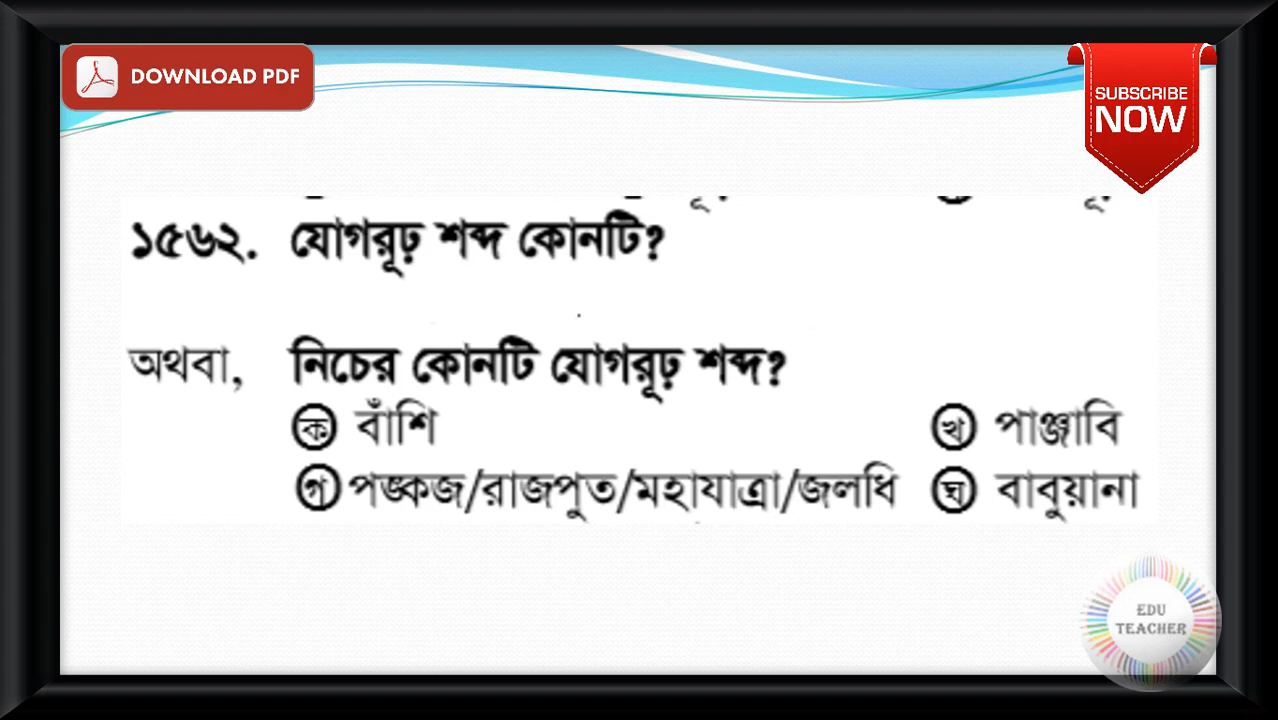 DOWNLOAD PDF
SUBSCRIBE
NOW
১৫৬২. যোগরূঢ় শব্দ কোনটি?
অথবা, নিচের কোনটি যোগরূঢ় শব্দ?
ক বাঁশি খ পাঞ্জাবি
গ পঙ্কজ/রাজপুত/মহাযাত্রা/জলধি ঘ বাবুয়ানা
EDU
TEACHER